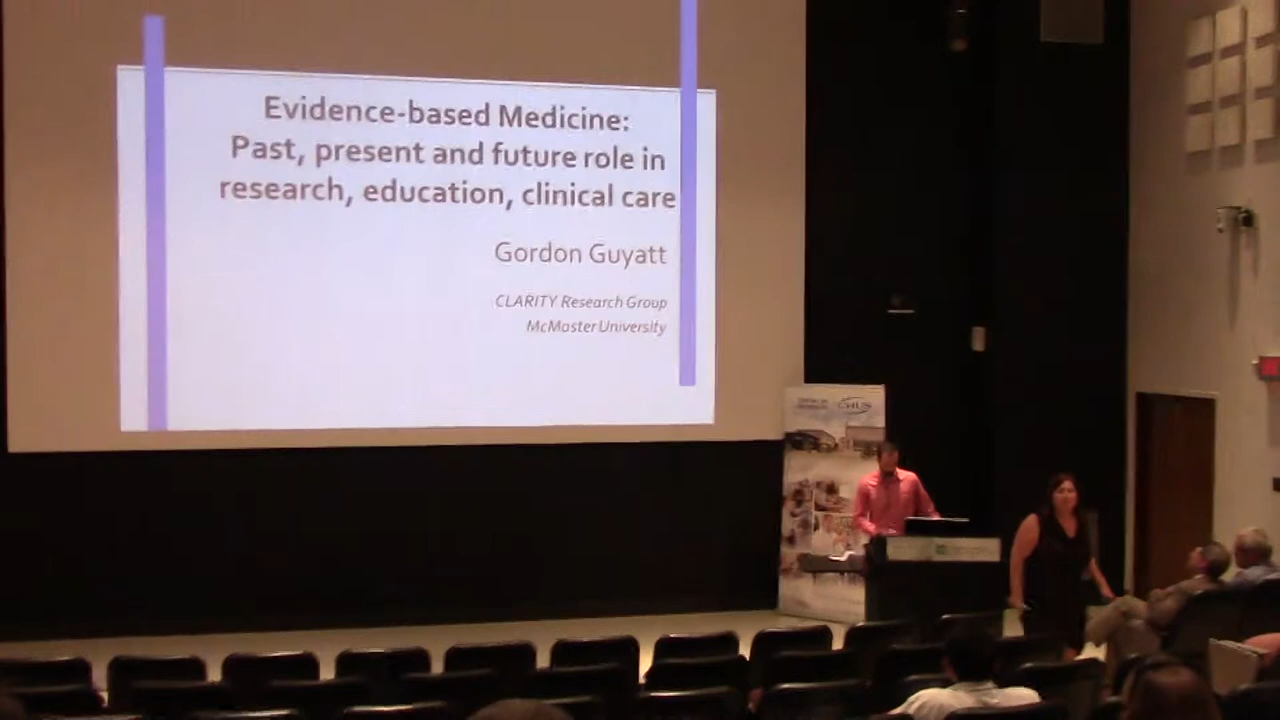 Evidence-based Medicine:
Past, present and future role in
research, education, clinical care
Gordon Guyatt
CLARITY Research Group
McMaster University
CHUS